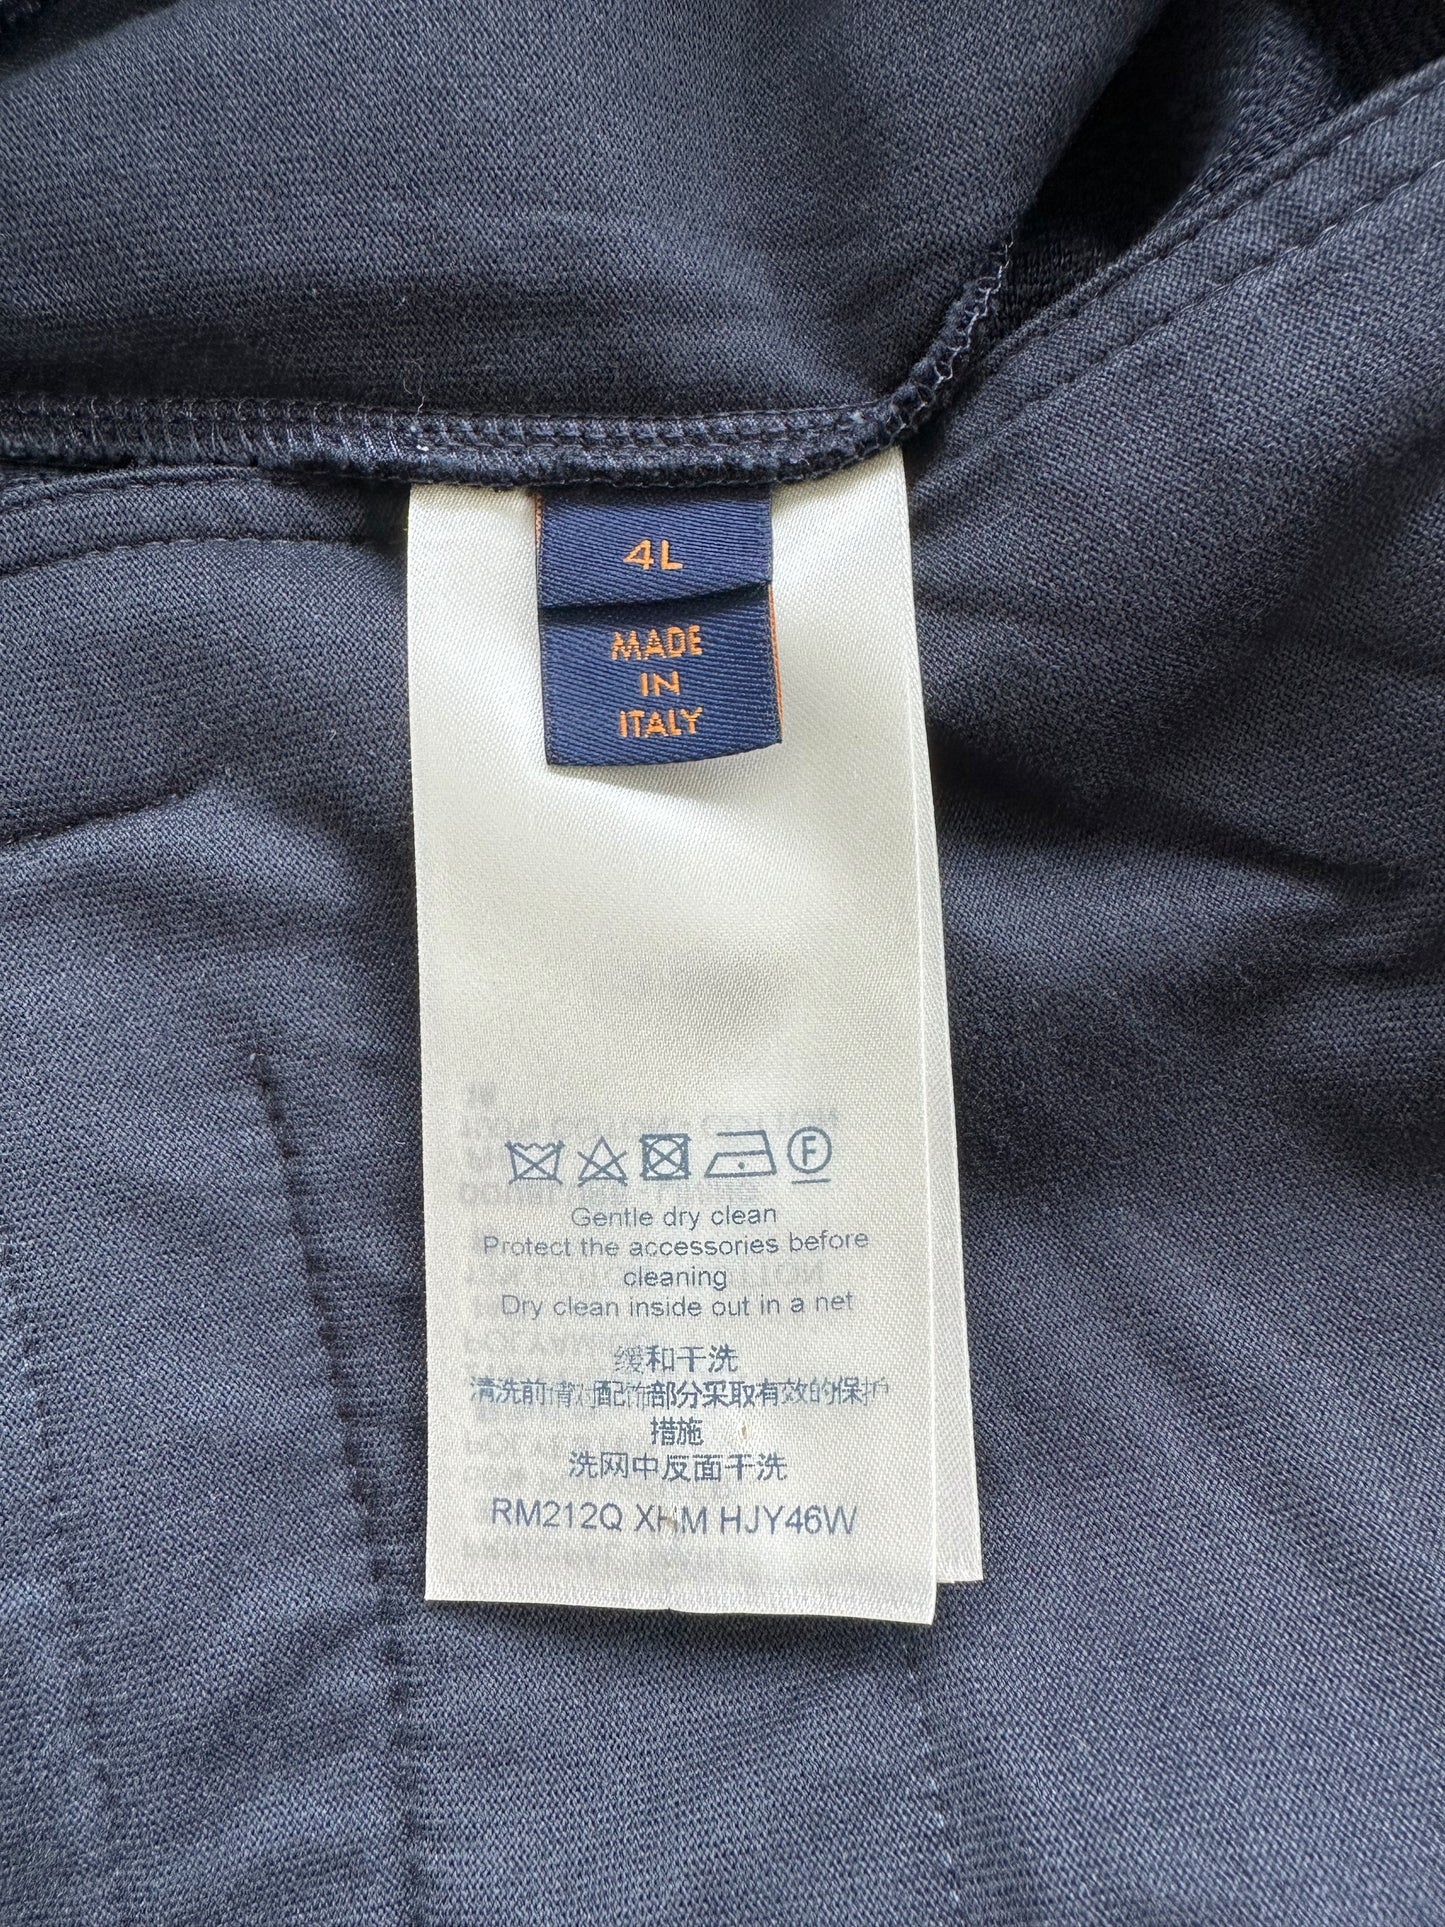 4L
MADE
IN
ITALY
F
Gentle dry clean
Protect the accessories before
cleaning
Dry clean inside out in a net
缓和干洗
清洗前请对配饰部分采取有效的保护
措施
洗网中反面干洗
RM212Q XHM HJY46W